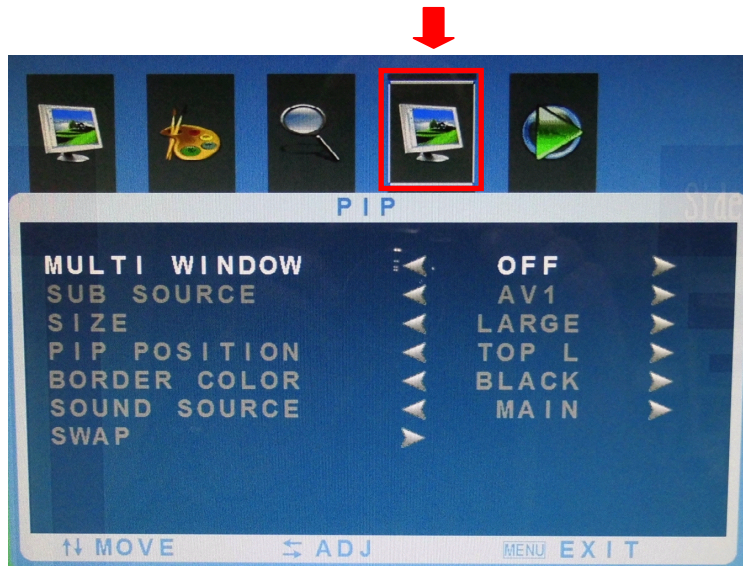 PIP
Side
MULTI WINDOW OFF
SUB SOURCE AV1
SIZE LARGE
PIP POSITION TOP L
BORDER COLOR BLACK
SOUND SOURCE MAIN
SWAP
MOVE ADJ MENU EXIT